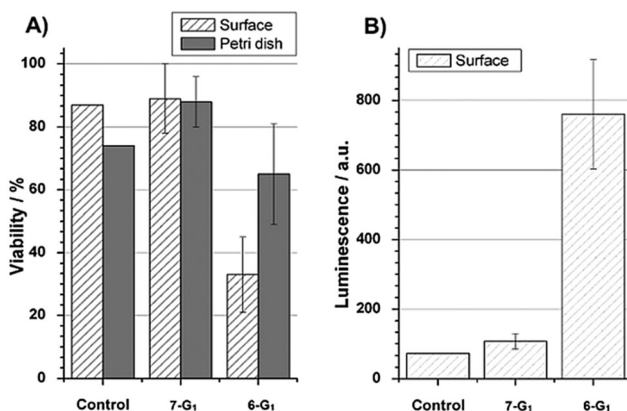 A)
Surface
Petri dish
Viability / %
100
80
60
40
20
0
Control
7-G₁
6-G₁
B)
Surface
Luminescence / a.u.
800
600
400
200
0
Control
7-G₁
6-G₁